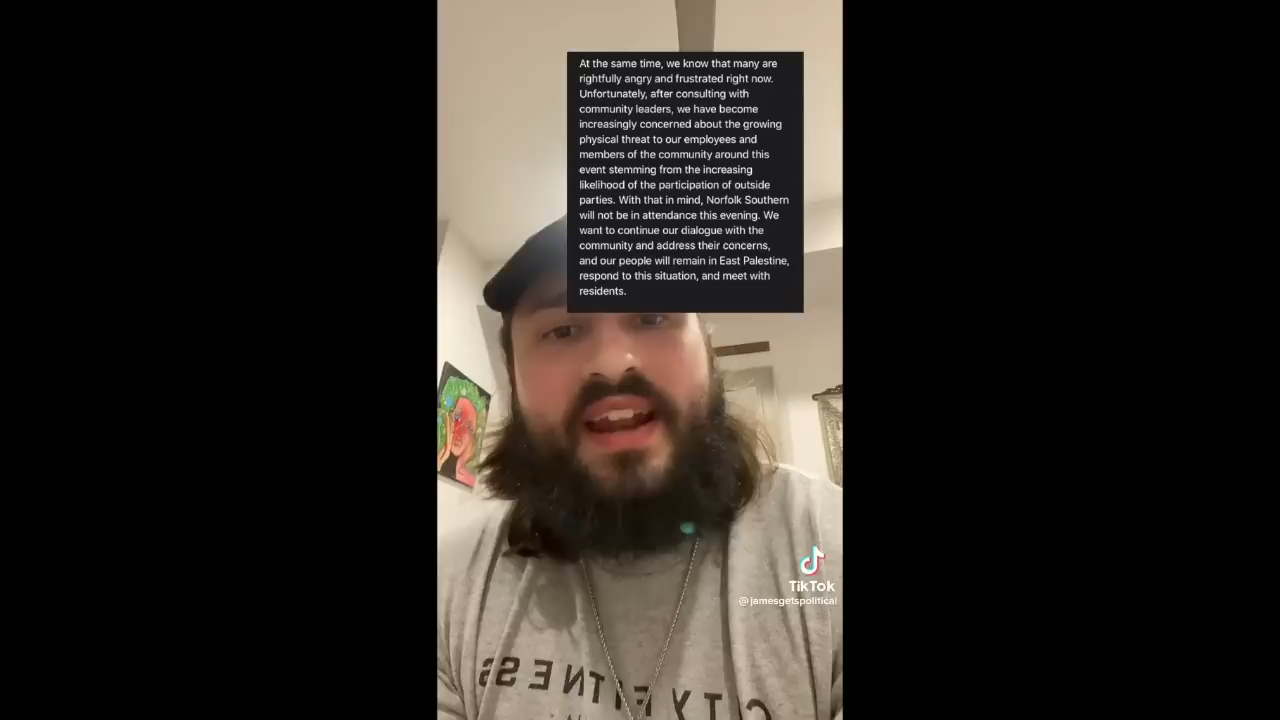 At the same time, we know that many are
rightfully angry and frustrated right now.
Unfortunately, after consulting with
community leaders, we have become
increasingly concerned about the growing
physical threat to our employees and
members of the community around this
event stemming from the increasing
likelihood of the participation of outside
parties. With that in mind, Norfolk Southern
will not be in attendance this evening. We
want to continue our dialogue with the
community and address their concerns,
and our people will remain in East Palestine,
respond to this situation, and meet with
residents.
TikTok
@jamesgetspolitical
CITY FITNESS